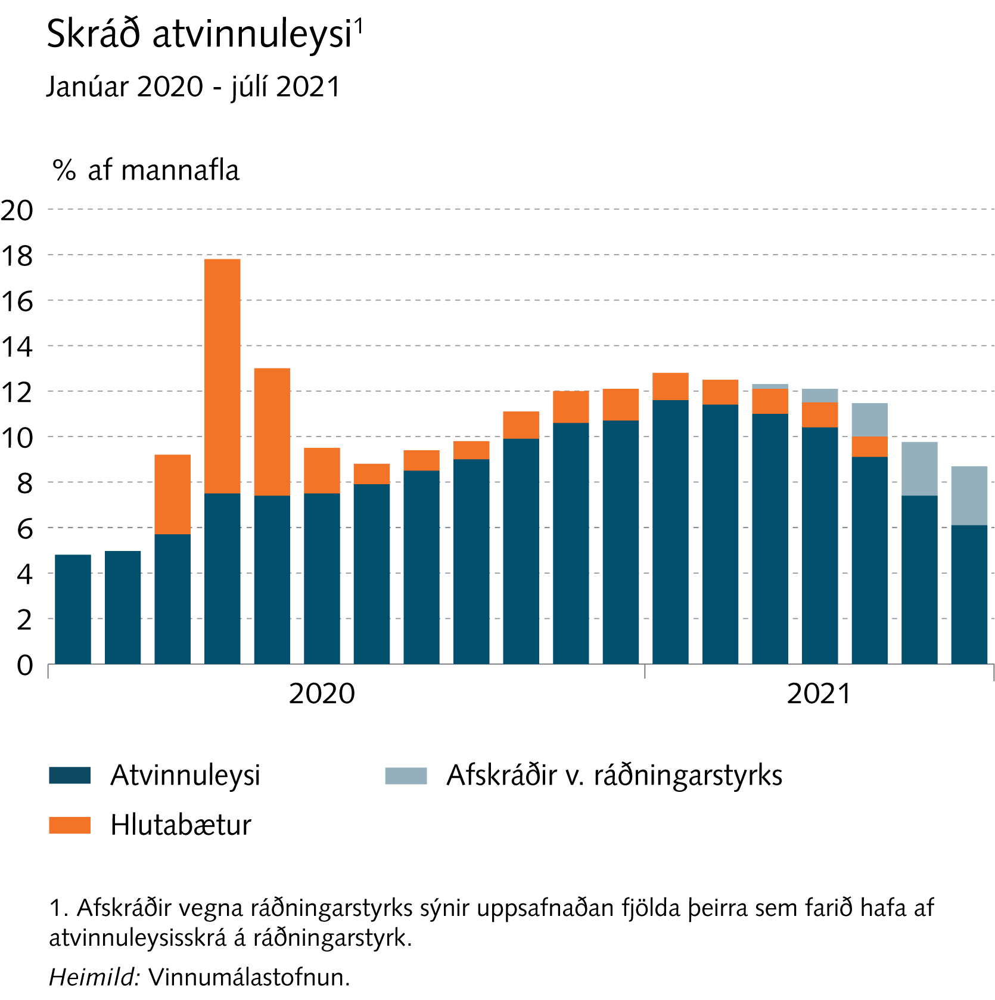 Skráð atvinnuleysi¹
Janúar 2020 - júlí 2021
% af mannafla
20
18
16
14
12
10
8
6
4
2
0
2020
2021
Atvinnuleysi
Afskráðir v. ráðningarstyrks
Hlutabætur
1. Afskráðir vegna ráðningarstyrks sýnir uppsafnaðan fjölda þeirra sem farið hafa af
atvinnuleysisskrá á ráðningarstyrk.
Heimild: Vinnumálastofnun.